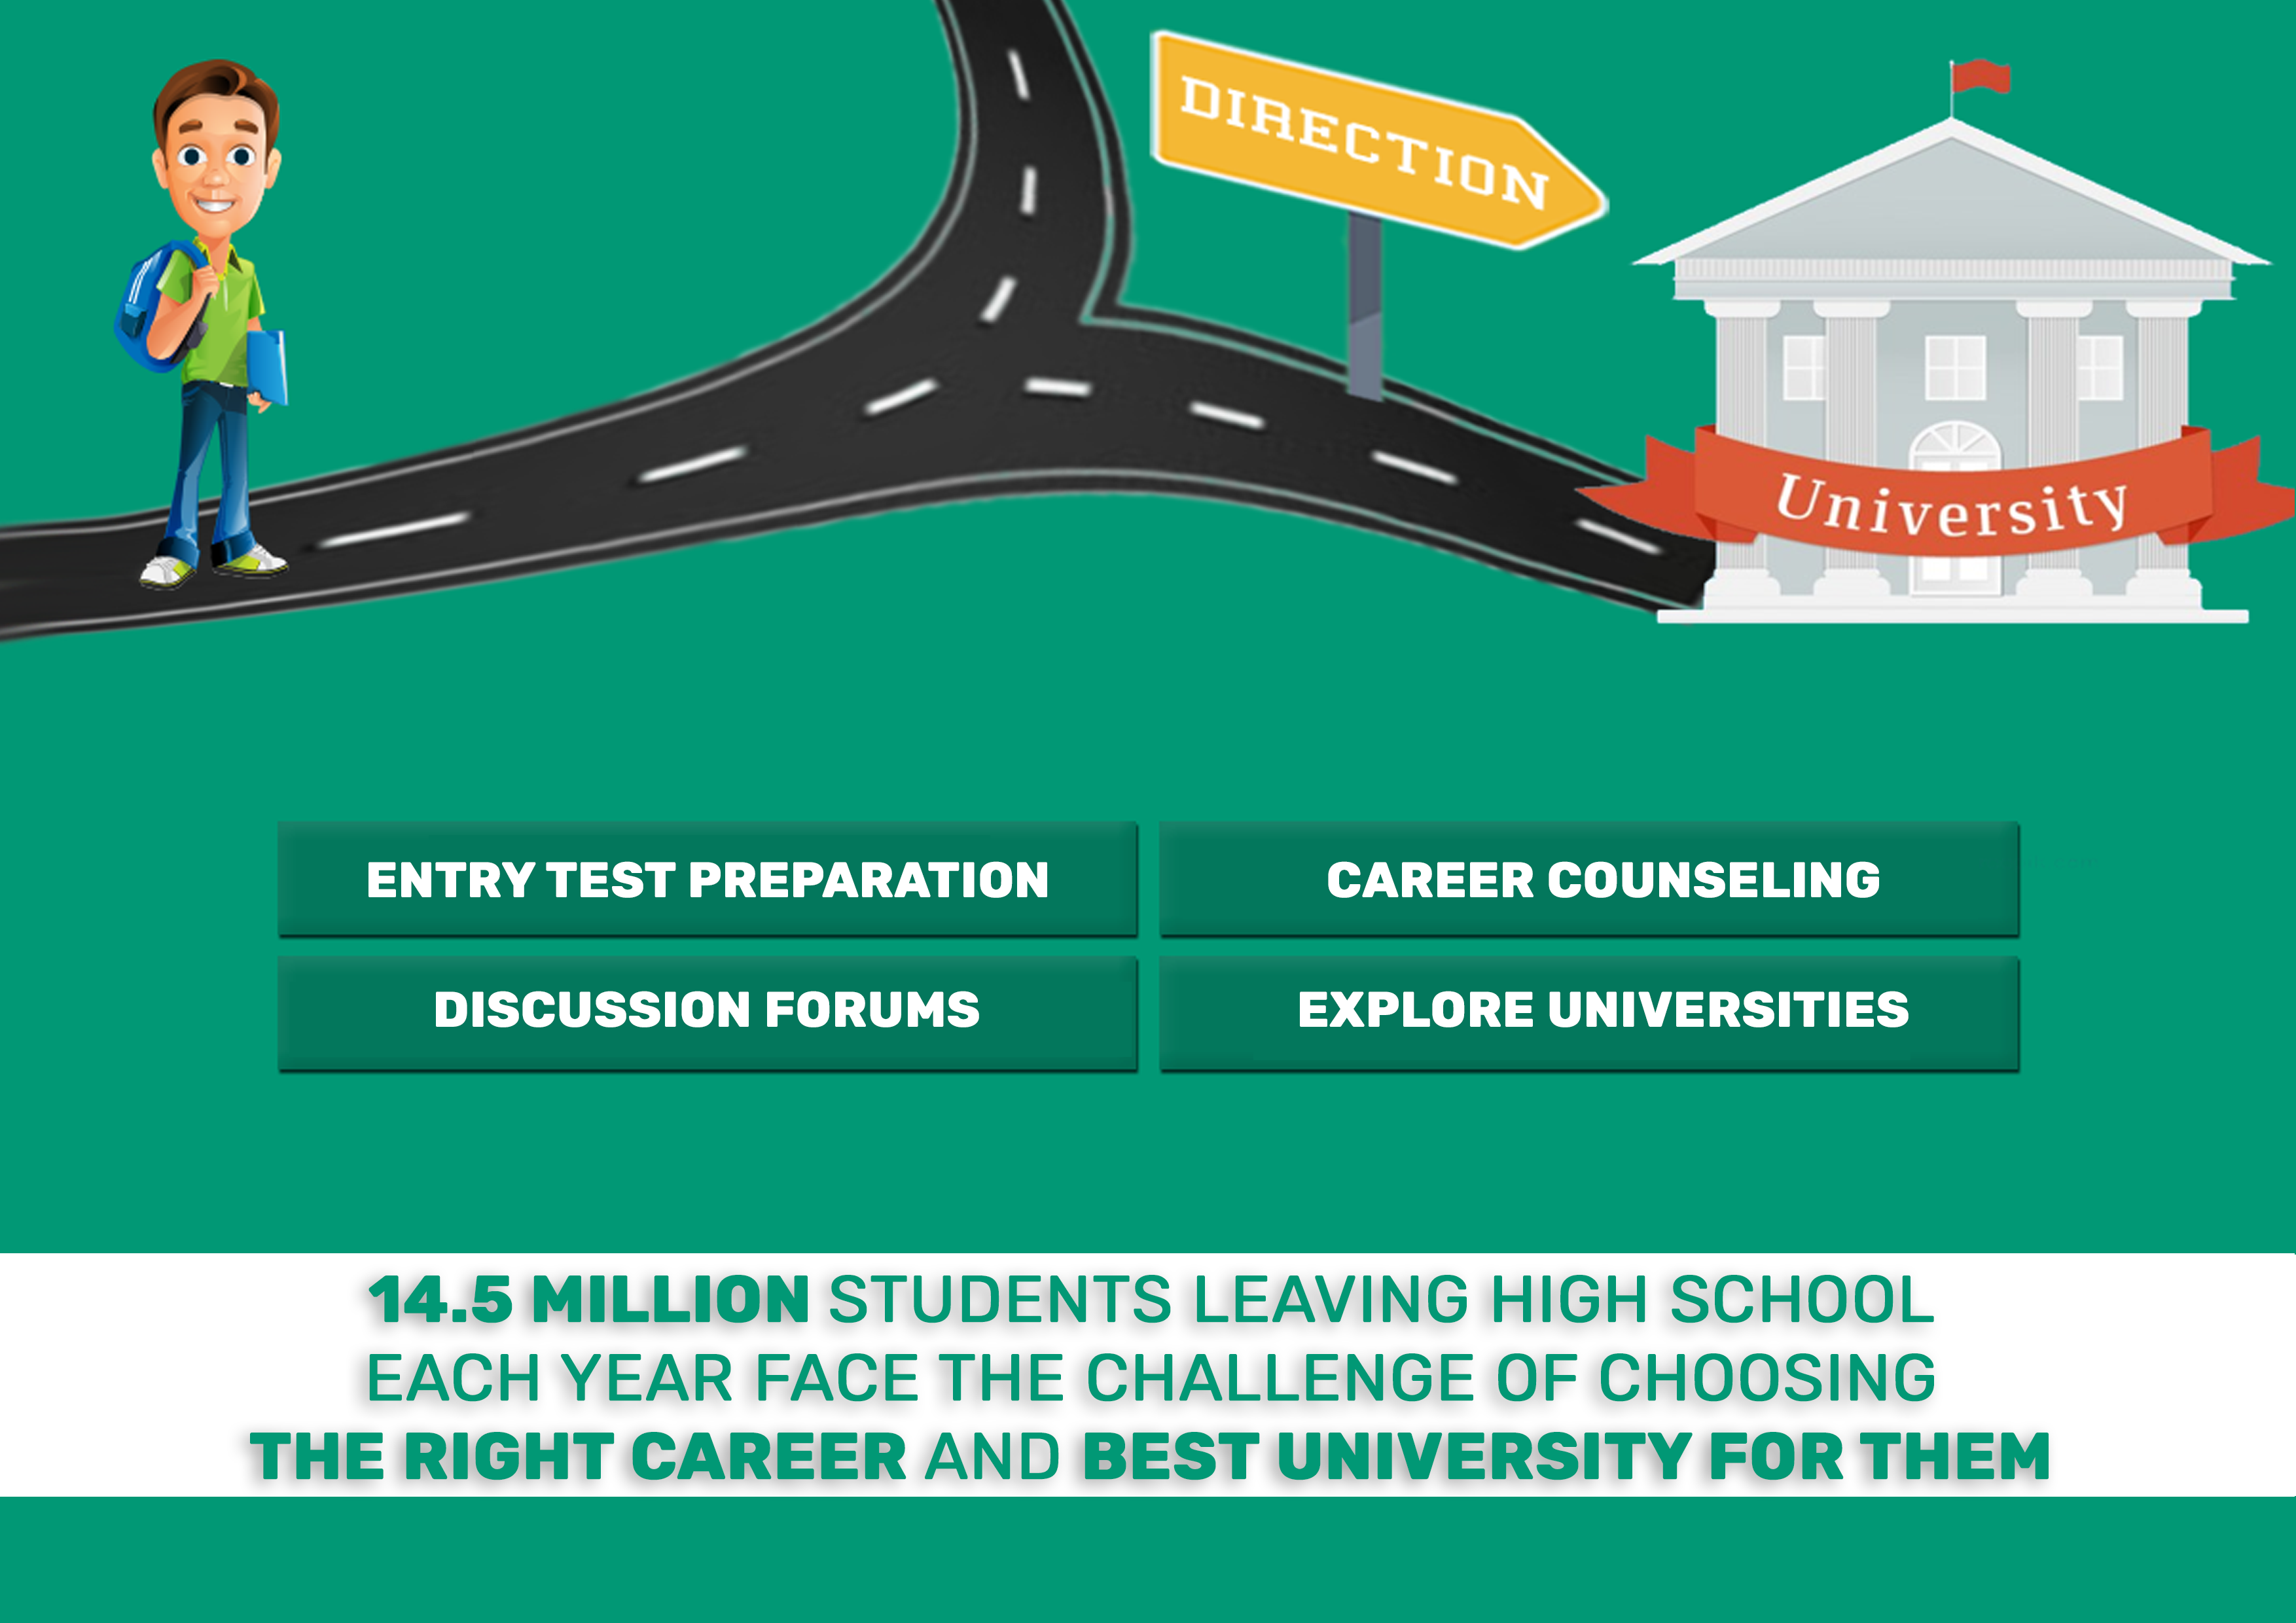 DIRECTION
University
ENTRY TEST PREPARATION
CAREER COUNSELING
DISCUSSION FORUMS
EXPLORE UNIVERSITIES
14.5 MILLION STUDENTS LEAVING HIGH SCHOOL
EACH YEAR FACE THE CHALLENGE OF CHOOSING
THE RIGHT CAREER AND BEST UNIVERSITY FOR THEM